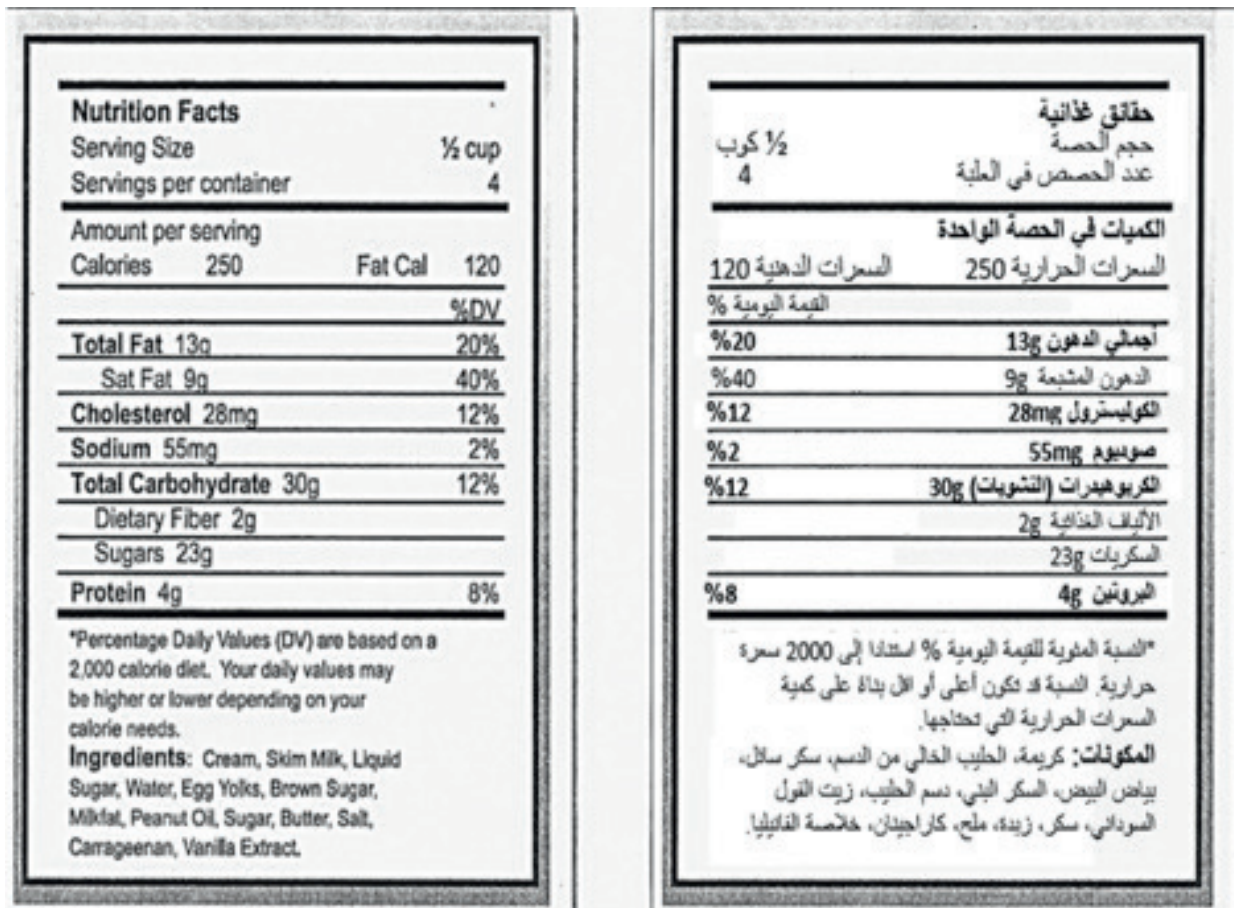 Nutrition Facts
Serving Size ½ cup
Servings per container 4
Amount per serving
Calories 250 Fat Cal 120
%DV
Total Fat 13g 20%
Sat Fat 9g 40%
Cholesterol 28mg 12%
Sodium 55mg 2%
Total Carbohydrate 30g 12%
Dietary Fiber 2g
Sugars 23g
Protein 4g 8%
*Percentage Daily Values (DV) are based on a
2,000 calorie diet. Your daily values may
be higher or lower depending on your
calorie needs.
Ingredients: Cream, Skim Milk, Liquid
Sugar, Water, Egg Yolks, Brown Sugar,
Milkfat, Peanut Oil, Sugar, Butter, Salt,
Carrageenan, Vanilla Extract.
حقائق غذائية
حجم الحصة ½ كوب
عدد الحصص في العلبة 4
الكميات في الحصة الواحدة
السعرات الحرارية 250 السعرات الدهنية 120
القيمة اليومية %
أجمالي الدهون 13g %20
الدهون المشبعة 9g %40
الكوليسترول 28mg %12
صوديوم 55mg %2
الكربوهيدرات (النشويات) 30g %12
الألياف الغذائية 2g
السكريات 23g
البروتين 4g %8
*النسبة المئوية للقيمة اليومية % استنادا إلى 2000 سعرة
حرارية. النسبة قد تكون أعلى أو اقل بناة على كمية
السعرات الحرارية التي تحتاجها.
المكونات: كريمة، الحليب الخالي من الدسم، سكر سائل،
بياض البيض، السكر البني، دسم الحليب، زيت الفول
السوداني، سكر، زبدة، ملح، كاراجينان، خلاصة الفانيليا.